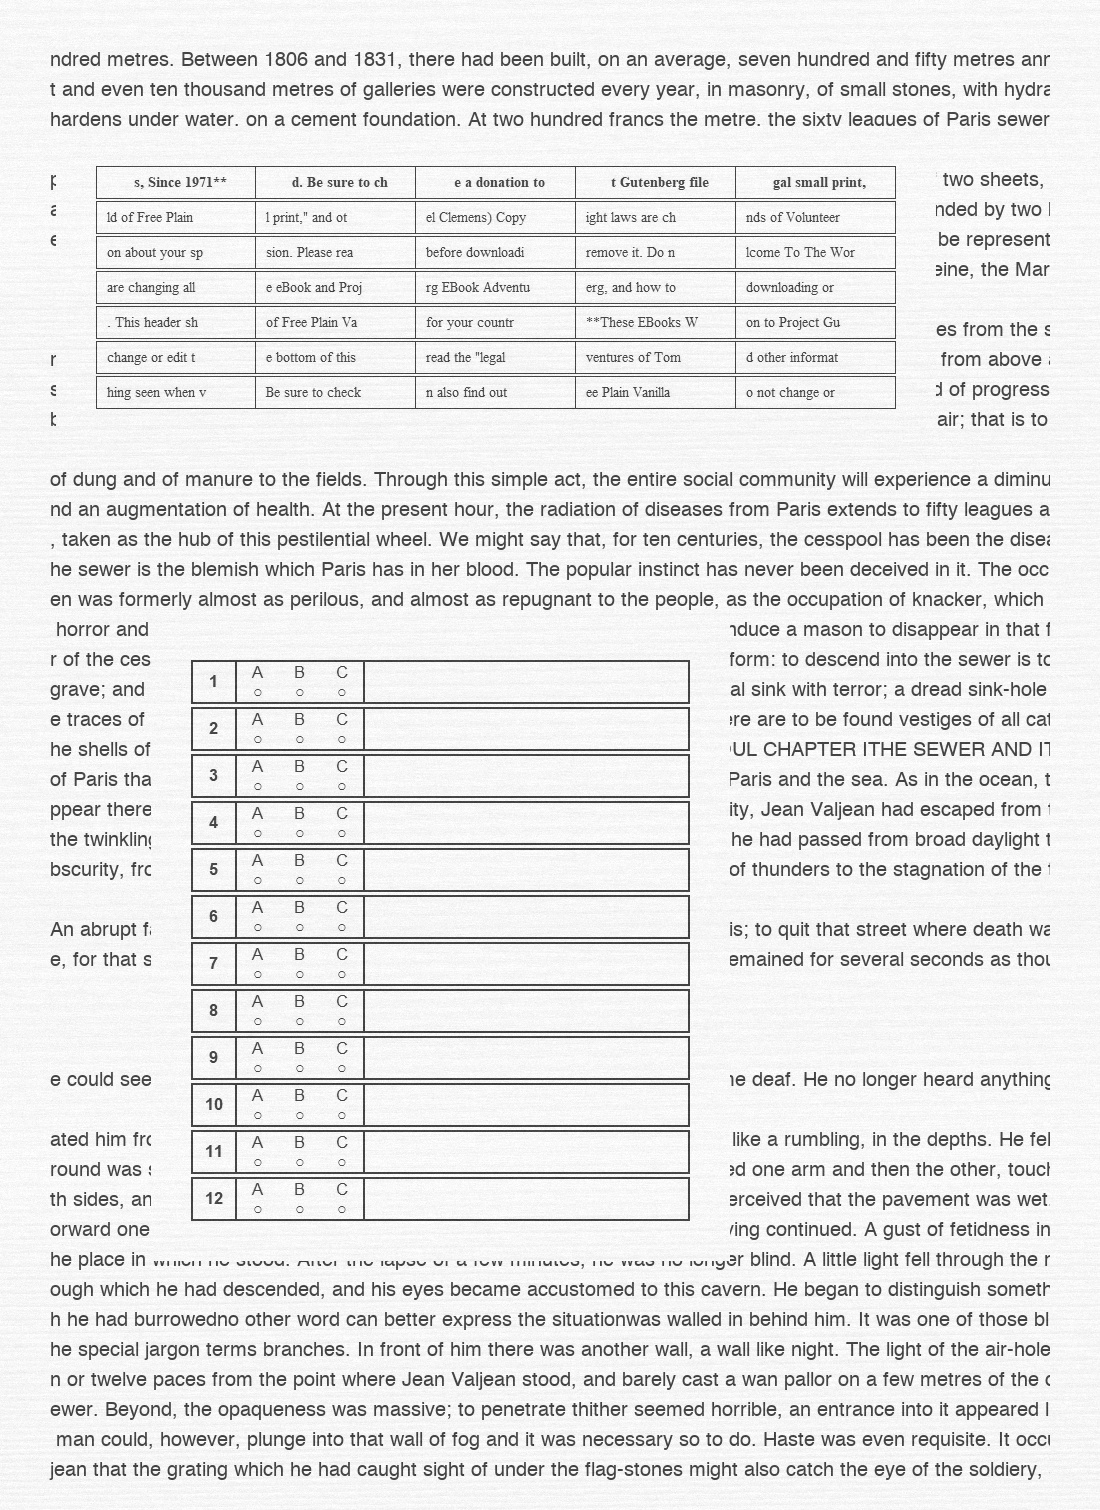 ndred metres. Between 1806 and 1831, there had been built, on an average, seven hundred and fifty metres anr
t and even ten thousand metres of galleries were constructed every year, in masonry, of small stones, with hydra
hardens under water, on a cement foundation. At two hundred francs the metre, the sixty leagues of Paris sewer
s, Since 1971** d. Be sure to ch e a donation to t Gutenberg file gal small print,
ld of Free Plain l print," and ot el Clemens) Copy ight laws are ch nds of Volunteer
on about your sp sion. Please rea before downloadi remove it. Do n lcome To The Wor
are changing all e eBook and Proj rg EBook Adventu erg, and how to downloading or
. This header sh of Free Plain Va for your countr **These EBooks W on to Project Gu
change or edit t e bottom of this read the "legal ventures of Tom d other informat
hing seen when v Be sure to check n also find out ee Plain Vanilla o not change or
two sheets,
nded by two
be represent
eine, the Mar
es from the s
from above
d of progress
air; that is to
of dung and of manure to the fields. Through this simple act, the entire social community will experience a diminu
nd an augmentation of health. At the present hour, the radiation of diseases from Paris extends to fifty leagues a
, taken as the hub of this pestilential wheel. We might say that, for ten centuries, the cesspool has been the disea
he sewer is the blemish which Paris has in her blood. The popular instinct has never been deceived in it. The occ
en was formerly almost as perilous, and almost as repugnant to the people, as the occupation of knacker, which
horror and
r of the ces
grave; and
e traces of
he shells of
of Paris tha
ppear there
the twinkling
bscurity, fro
An abrupt fa
e, for that s
e could see
ated him fro
round was s
th sides, an
orward one
A B C
1
A B C
2
A B C
3
A B C
4
A B C
5
A B C
6
A B C
7
A B C
8
A B C
9
A B C
10
A B C
11
A B C
12
nduce a mason to disappear in that f
form: to descend into the sewer is to
al sink with terror; a dread sink-hole
ere are to be found vestiges of all cat
OUL CHAPTER ITHE SEWER AND IT
Paris and the sea. As in the ocean, t
ity, Jean Valjean had escaped from t
he had passed from broad daylight t
of thunders to the stagnation of the t
is; to quit that street where death wa
emained for several seconds as thou
he deaf. He no longer heard anything
like a rumbling, in the depths. He fel
ed one arm and then the other, touch
erceived that the pavement was wet.
ving continued. A gust of fetidness in
he place in which he stood. After the lapse of a few minutes, he was no longer blind. A little light fell through the r
ough which he had descended, and his eyes became accustomed to this cavern. He began to distinguish someth
h he had burrowedno other word can better express the situationwas walled in behind him. It was one of those bl
he special jargon terms branches. In front of him there was another wall, a wall like night. The light of the air-hole
n or twelve paces from the point where Jean Valjean stood, and barely cast a wan pallor on a few metres of the c
ewer. Beyond, the opaqueness was massive; to penetrate thither seemed horrible, an entrance into it appeared l
man could, however, plunge into that wall of fog and it was necessary so to do. Haste was even requisite. It occu
jean that the grating which he had caught sight of under the flag-stones might also catch the eye of the soldiery,